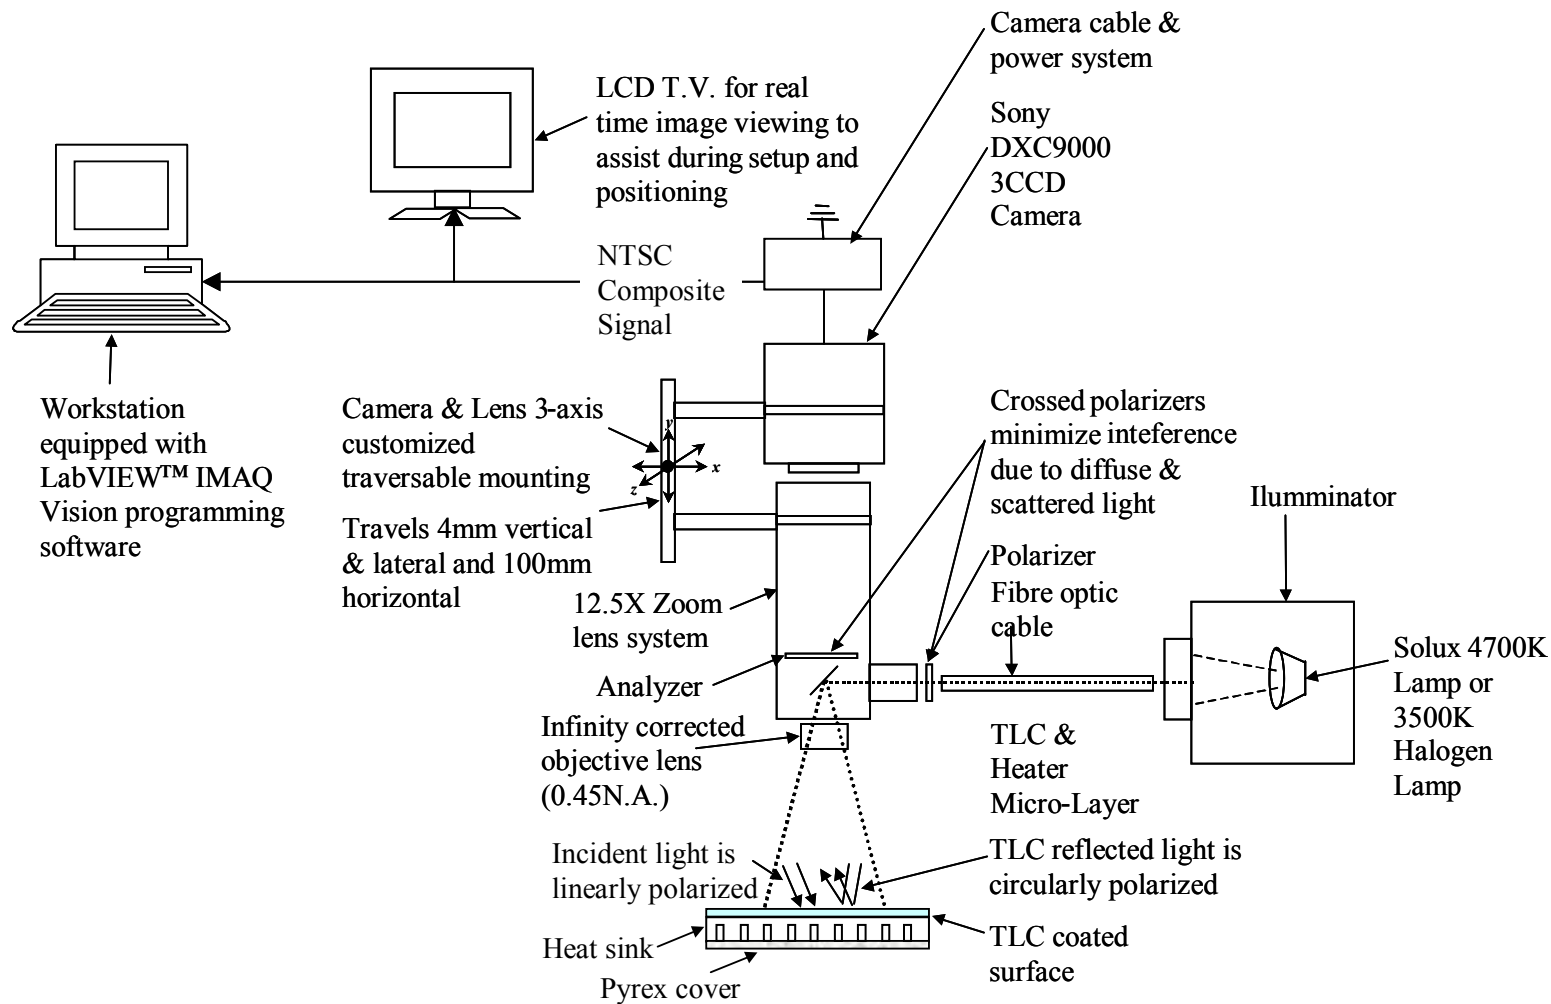 Camera cable &
power system
LCD T.V. for real
time image viewing to
assist during setup and
positioning
Sony
DXC9000
3CCD
Camera
NTSC
Composite
Signal
Workstation
equipped with
LabVIEW™ IMAQ
Vision programming
software
Camera & Lens 3-axis
customized
traversable mounting
y
x
z
Travels 4mm vertical
& lateral and 100mm
horizontal
Crossed polarizers
minimize inteference
due to diffuse &
scattered light
Ilumminator
Polarizer
Fibre optic
cable
12.5X Zoom
lens system
Solux 4700K
Lamp or
3500K
Halogen
Lamp
Analyzer
Infinity corrected
objective lens
(0.45N.A.)
TLC &
Heater
Micro-Layer
Incident light is
linearly polarized
TLC reflected light is
circularly polarized
Heat sink
TLC coated
surface
Pyrex cover